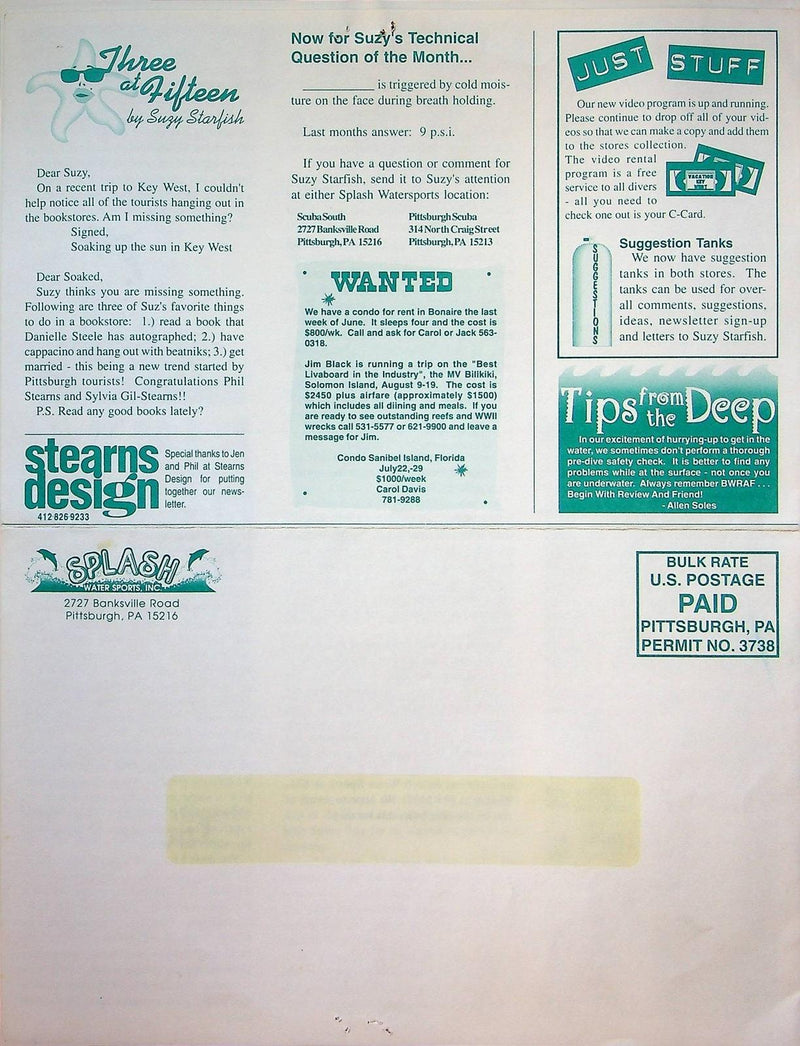 Three
at Fifteen
by Suzy Starfish
Dear Suzy,
On a recent trip to Key West, I couldn't
help notice all of the tourists hanging out in
the bookstores. Am I missing something?
Signed,
Soaking up the sun in Key West
Dear Soaked,
Suzy thinks you are missing something.
Following are three of Suz's favorite things
to do in a bookstore: 1.) read a book that
Danielle Steele has autographed; 2.) have
cappacino and hang out with beatniks; 3.) get
married - this being a new trend started by
Pittsburgh tourists! Congratulations Phil
Stearns and Sylvia Gil-Stearns!!
P.S. Read any good books lately?
stearns
design
412·826·9233
Special thanks to Jen
and Phil at Stearns
Design for putting
together our news-
letter.
Now for Suzy's Technical
Question of the Month...
____________ is triggered by cold mois-
ture on the face during breath holding.
Last months answer: 9 p.s.i.
If you have a question or comment for
Suzy Starfish, send it to Suzy's attention
at either Splash Watersports location:
Scuba South
2727 Banksville Road
Pittsburgh, PA 15216
Pittsburgh Scuba
314 North Craig Street
Pittsburgh, PA 15213
WANTED
We have a condo for rent in Bonaire the last
week of June. It sleeps four and the cost is
$800/wk. Call and ask for Carol or Jack 563-
0318.
Jim Black is running a trip on the "Best
Livaboard in the Industry", the MV Bilikiki,
Solomon Island, August 9-19. The cost is
$2450 plus airfare (approximately $1500)
which includes all diining and meals. If you
are ready to see outstanding reefs and WWII
wrecks call 531-5577 or 621-9900 and leave a
message for Jim.
Condo Sanibel Island, Florida
July22,-29
$1000/week
Carol Davis
781-9288
JUST STUFF
Our new video program is up and running.
Please continue to drop off all of your vid-
eos so that we can make a copy and add them
to the stores collection.
The video rental
program is a free
service to all divers
- all you need to
check one out is your C-Card.
VACATION
KEY
WEST
SUGGESTIONS
Suggestion Tanks
We now have suggestion
tanks in both stores. The
tanks can be used for over-
all comments, suggestions,
ideas, newsletter sign-up
and letters to Suzy Starfish.
Tips from the Deep
In our excitement of hurrying-up to get in the
water, we sometimes don't perform a thorough
pre-dive safety check. It is better to find any
problems while at the surface - not once you
are underwater. Always remember BWRAF . . .
Begin With Review And Friend!
- Allen Soles
SPLASH
WATER SPORTS, INC.
2727 Banksville Road
Pittsburgh, PA 15216
BULK RATE
U.S. POSTAGE
PAID
PITTSBURGH, PA
PERMIT NO. 3738